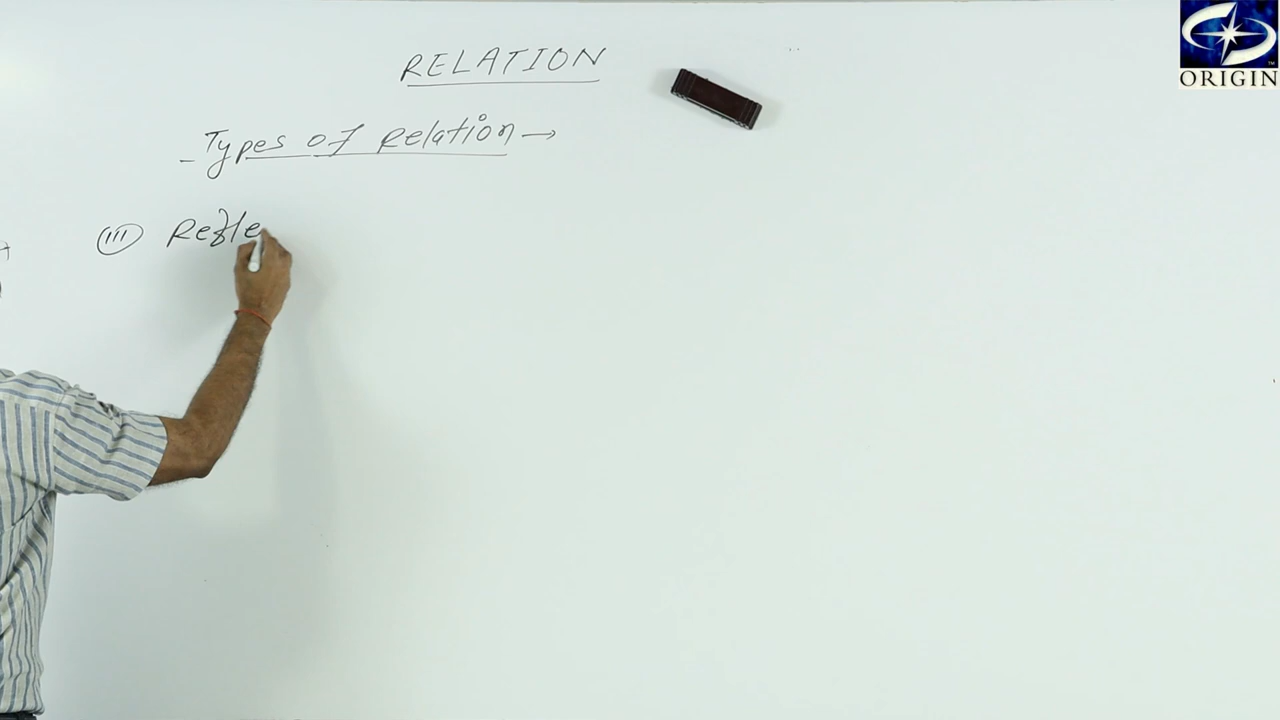 RELATION
ORIGIN
- Types of Relation →
(iii) Refle